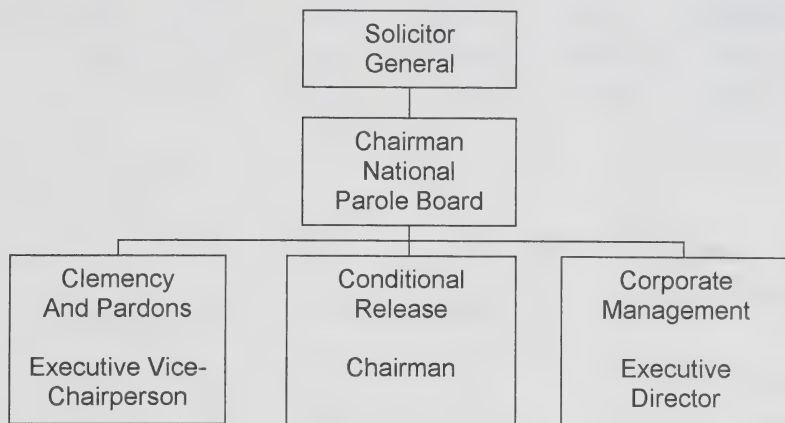 Solicitor
General
Chairman
National
Parole Board
Clemency
And Pardons
Executive Vice-
Chairperson
Conditional
Release
Chairman
Corporate
Management
Executive
Director